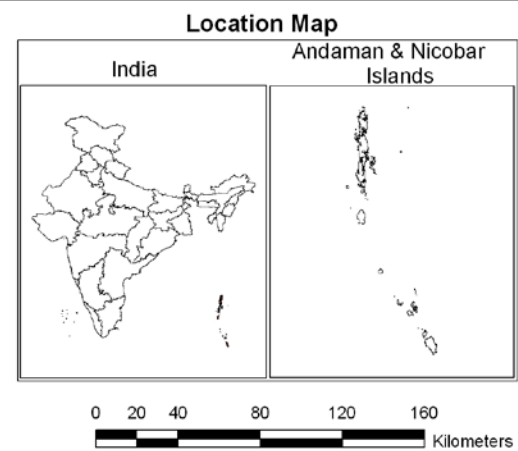 Location Map
India
Andaman & Nicobar
Islands
0 20 40 80 120 160
Kilometers